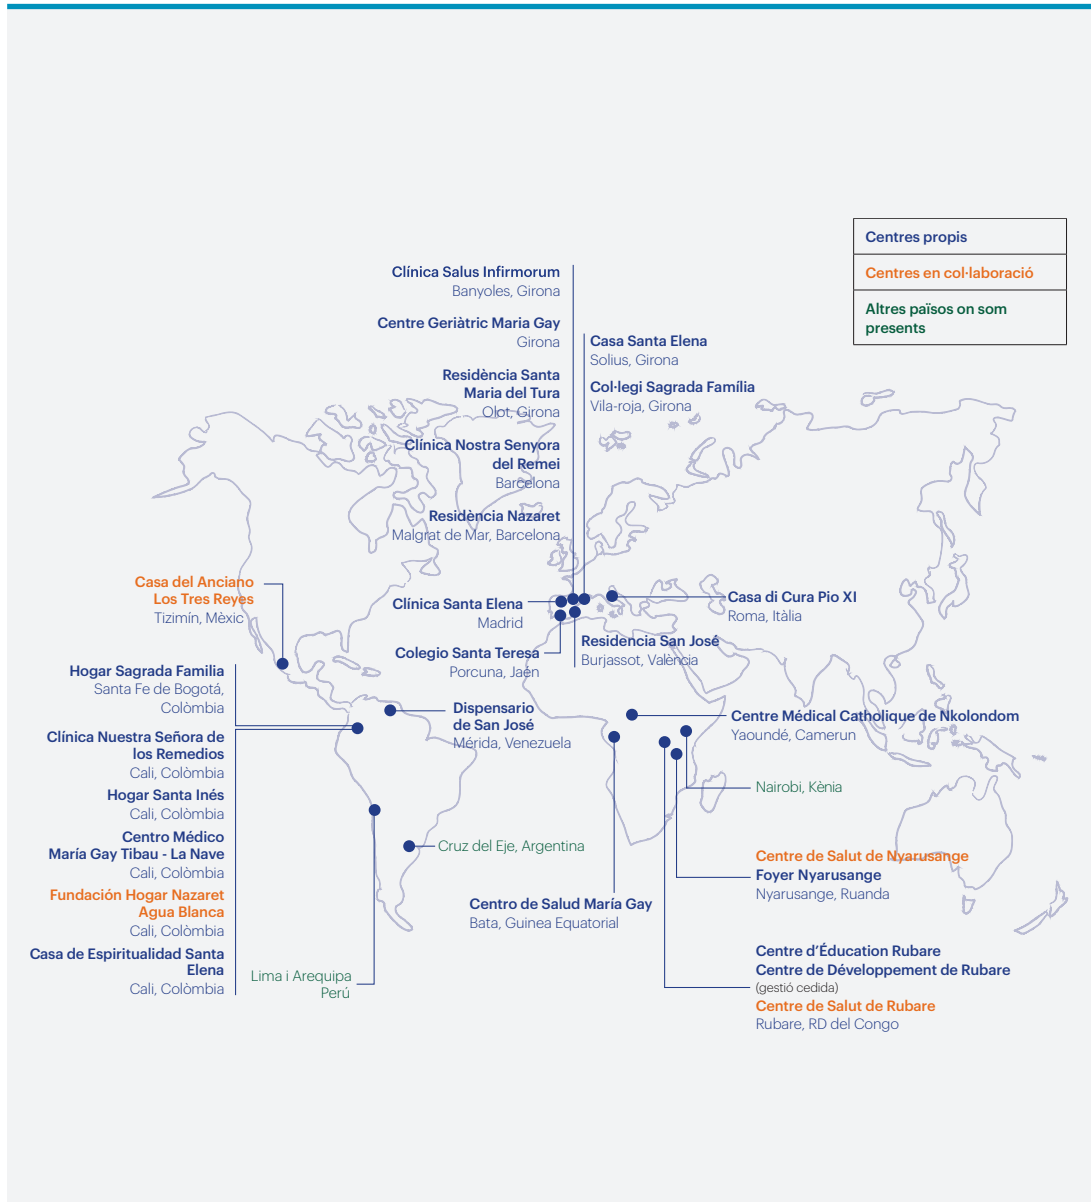 Centres propis
Centres en col·laboració
Altres països on som
presents
Clínica Salus Infirmorum
Banyoles, Girona
Centre Geriàtric Maria Gay
Girona
Residència Santa
Maria del Tura
Olot, Girona
Clínica Nostra Senyora
del Remei
Barcelona
Residència Nazaret
Malgrat de Mar, Barcelona
Casa Santa Elena
Solius, Girona
Col·legi Sagrada Família
Vila-roja, Girona
Casa del Anciano
Los Tres Reyes
Tizimín, Mèxic
Clínica Santa Elena
Madrid
Colegio Santa Teresa
Porcuna, Jaén
Casa di Cura Pio XI
Roma, Itàlia
Residencia San José
Burjassot, València
Hogar Sagrada Familia
Santa Fe de Bogotá,
Colòmbia
Clínica Nuestra Señora de
los Remedios
Cali, Colòmbia
Hogar Santa Inés
Cali, Colòmbia
Centro Médico
María Gay Tibau - La Nave
Cali, Colòmbia
Fundación Hogar Nazaret
Agua Blanca
Cali, Colòmbia
Casa de Espiritualidad Santa
Elena
Cali, Colòmbia
Dispensario
de San José
Mérida, Venezuela
Lima i Arequipa
Perú
Cruz del Eje, Argentina
Centre Médical Catholique de Nkolondom
Yaoundé, Camerun
Nairobi, Kènia
Centro de Salud María Gay
Bata, Guinea Equatorial
Centre de Salut de Nyarusange
Foyer Nyarusange
Nyarusange, Ruanda
Centre d’Éducation Rubare
Centre de Développement de Rubare
(gestió cedida)
Centre de Salut de Rubare
Rubare, RD del Congo